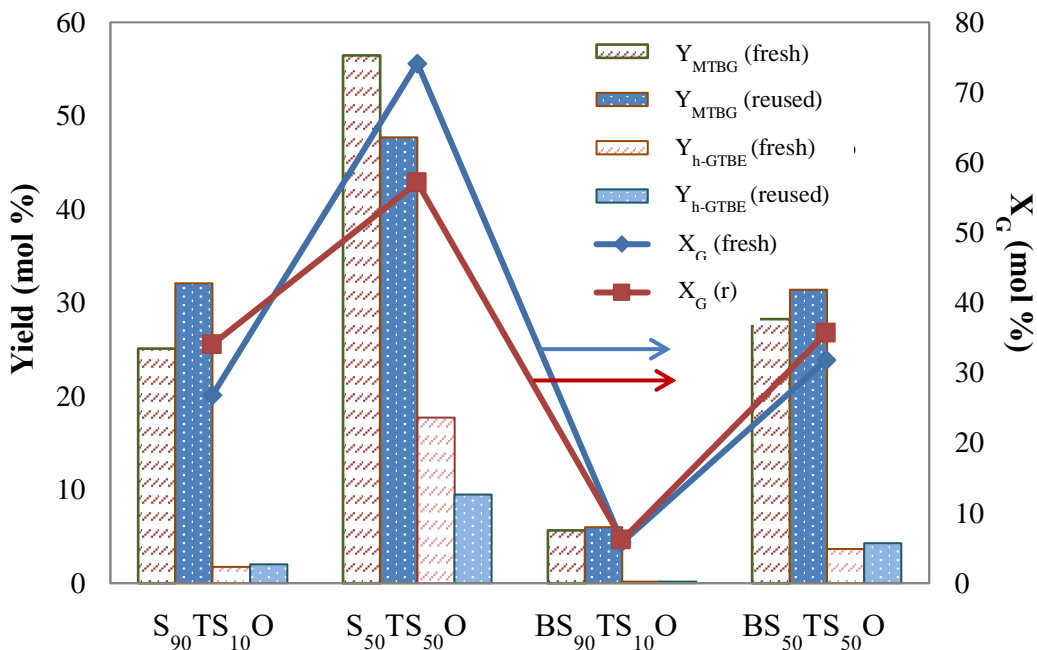 60
50
40
30
20
10
0
Yield (mol %)
80
70
60
50
40
30
20
10
0
X_G (mol %)
Y_MTBG (fresh)
Y_MTBG (reused)
Y_h-GTBE (fresh)
Y_h-GTBE (reused)
X_G (fresh)
X_G (r)
S₉₀TS₁₀O
S₅₀TS₅₀O
BS₉₀TS₁₀O
BS₅₀TS₅₀O